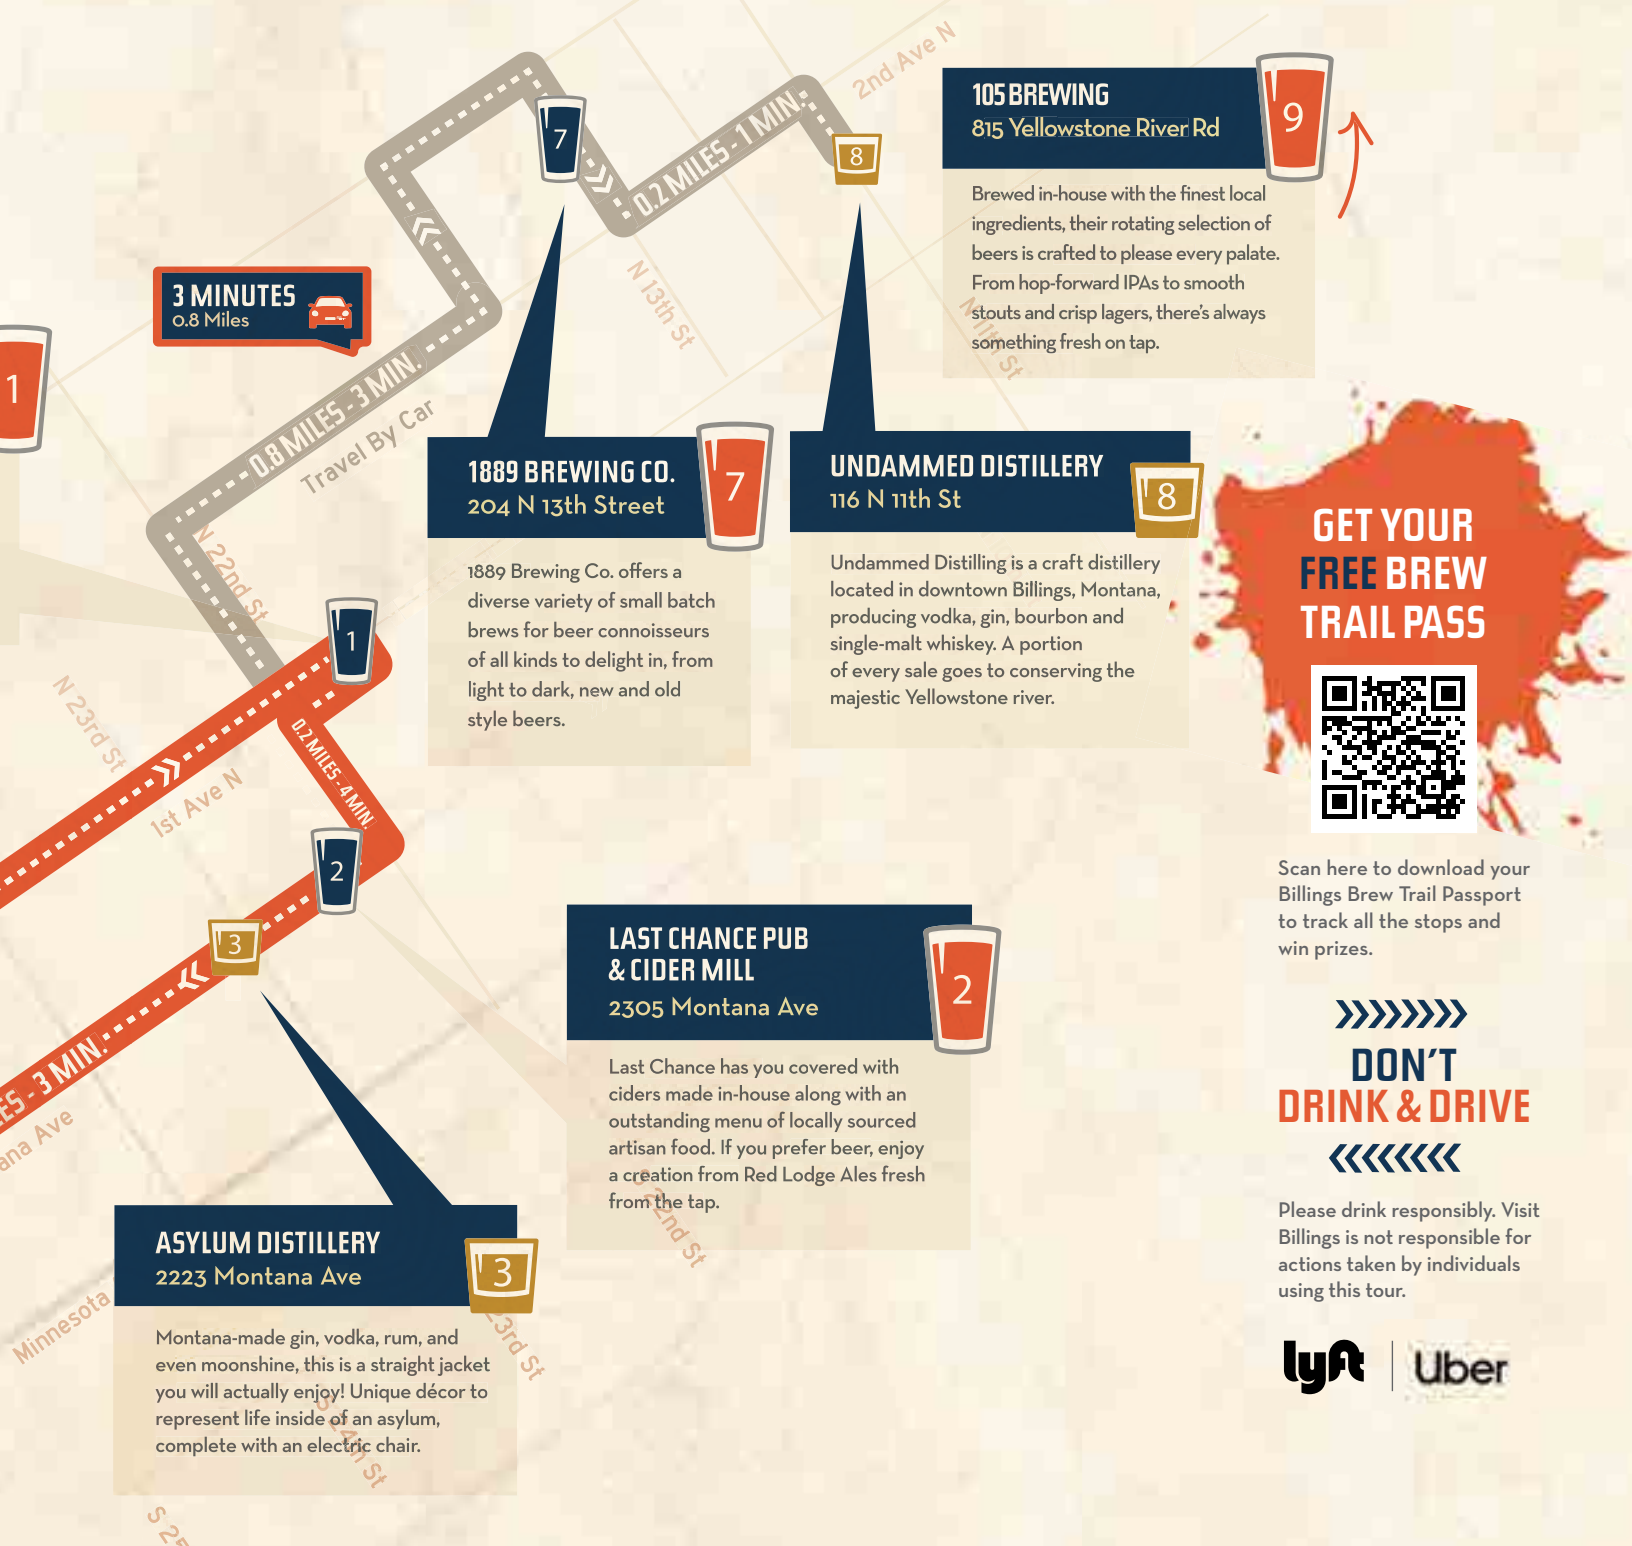 2nd Ave N
105 BREWING
815 Yellowstone River Rd
9
Brewed in-house with the finest local
ingredients, their rotating selection of
beers is crafted to please every palate.
From hop-forward IPAs to smooth
stouts and crisp lagers, there's always
something fresh on tap.
7
0.2 MILES - 1 MIN.
8
N 13th St
N 11th St
3 MINUTES
0.8 Miles
1
0.8 MILES - 3 MIN.
Travel By Car
1889 BREWING CO.
204 N 13th Street
7
1889 Brewing Co. offers a
diverse variety of small batch
brews for beer connoisseurs
of all kinds to delight in, from
light to dark, new and old
style beers.
UNDAMMED DISTILLERY
116 N 11th St
8
Undammed Distilling is a craft distillery
located in downtown Billings, Montana,
producing vodka, gin, bourbon and
single-malt whiskey. A portion
of every sale goes to conserving the
majestic Yellowstone river.
GET YOUR
FREE BREW
TRAIL PASS
Scan here to download your
Billings Brew Trail Passport
to track all the stops and
win prizes.
DON'T
DRINK & DRIVE
Please drink responsibly. Visit
Billings is not responsible for
actions taken by individuals
using this tour.
lyft
Uber
N 22nd St
1
N 23rd St
1st Ave N
0.2 MILES - 4 MIN.
2
3
ES - 3 MIN.
ana Ave
LAST CHANCE PUB
& CIDER MILL
2305 Montana Ave
2
Last Chance has you covered with
ciders made in-house along with an
outstanding menu of locally sourced
artisan food. If you prefer beer, enjoy
a creation from Red Lodge Ales fresh
from the tap.
S 22nd St
ASYLUM DISTILLERY
2223 Montana Ave
3
Montana-made gin, vodka, rum, and
even moonshine, this is a straight jacket
you will actually enjoy! Unique décor to
represent life inside of an asylum,
complete with an electric chair.
Minnesota
23rd St
S 24th St
S 25